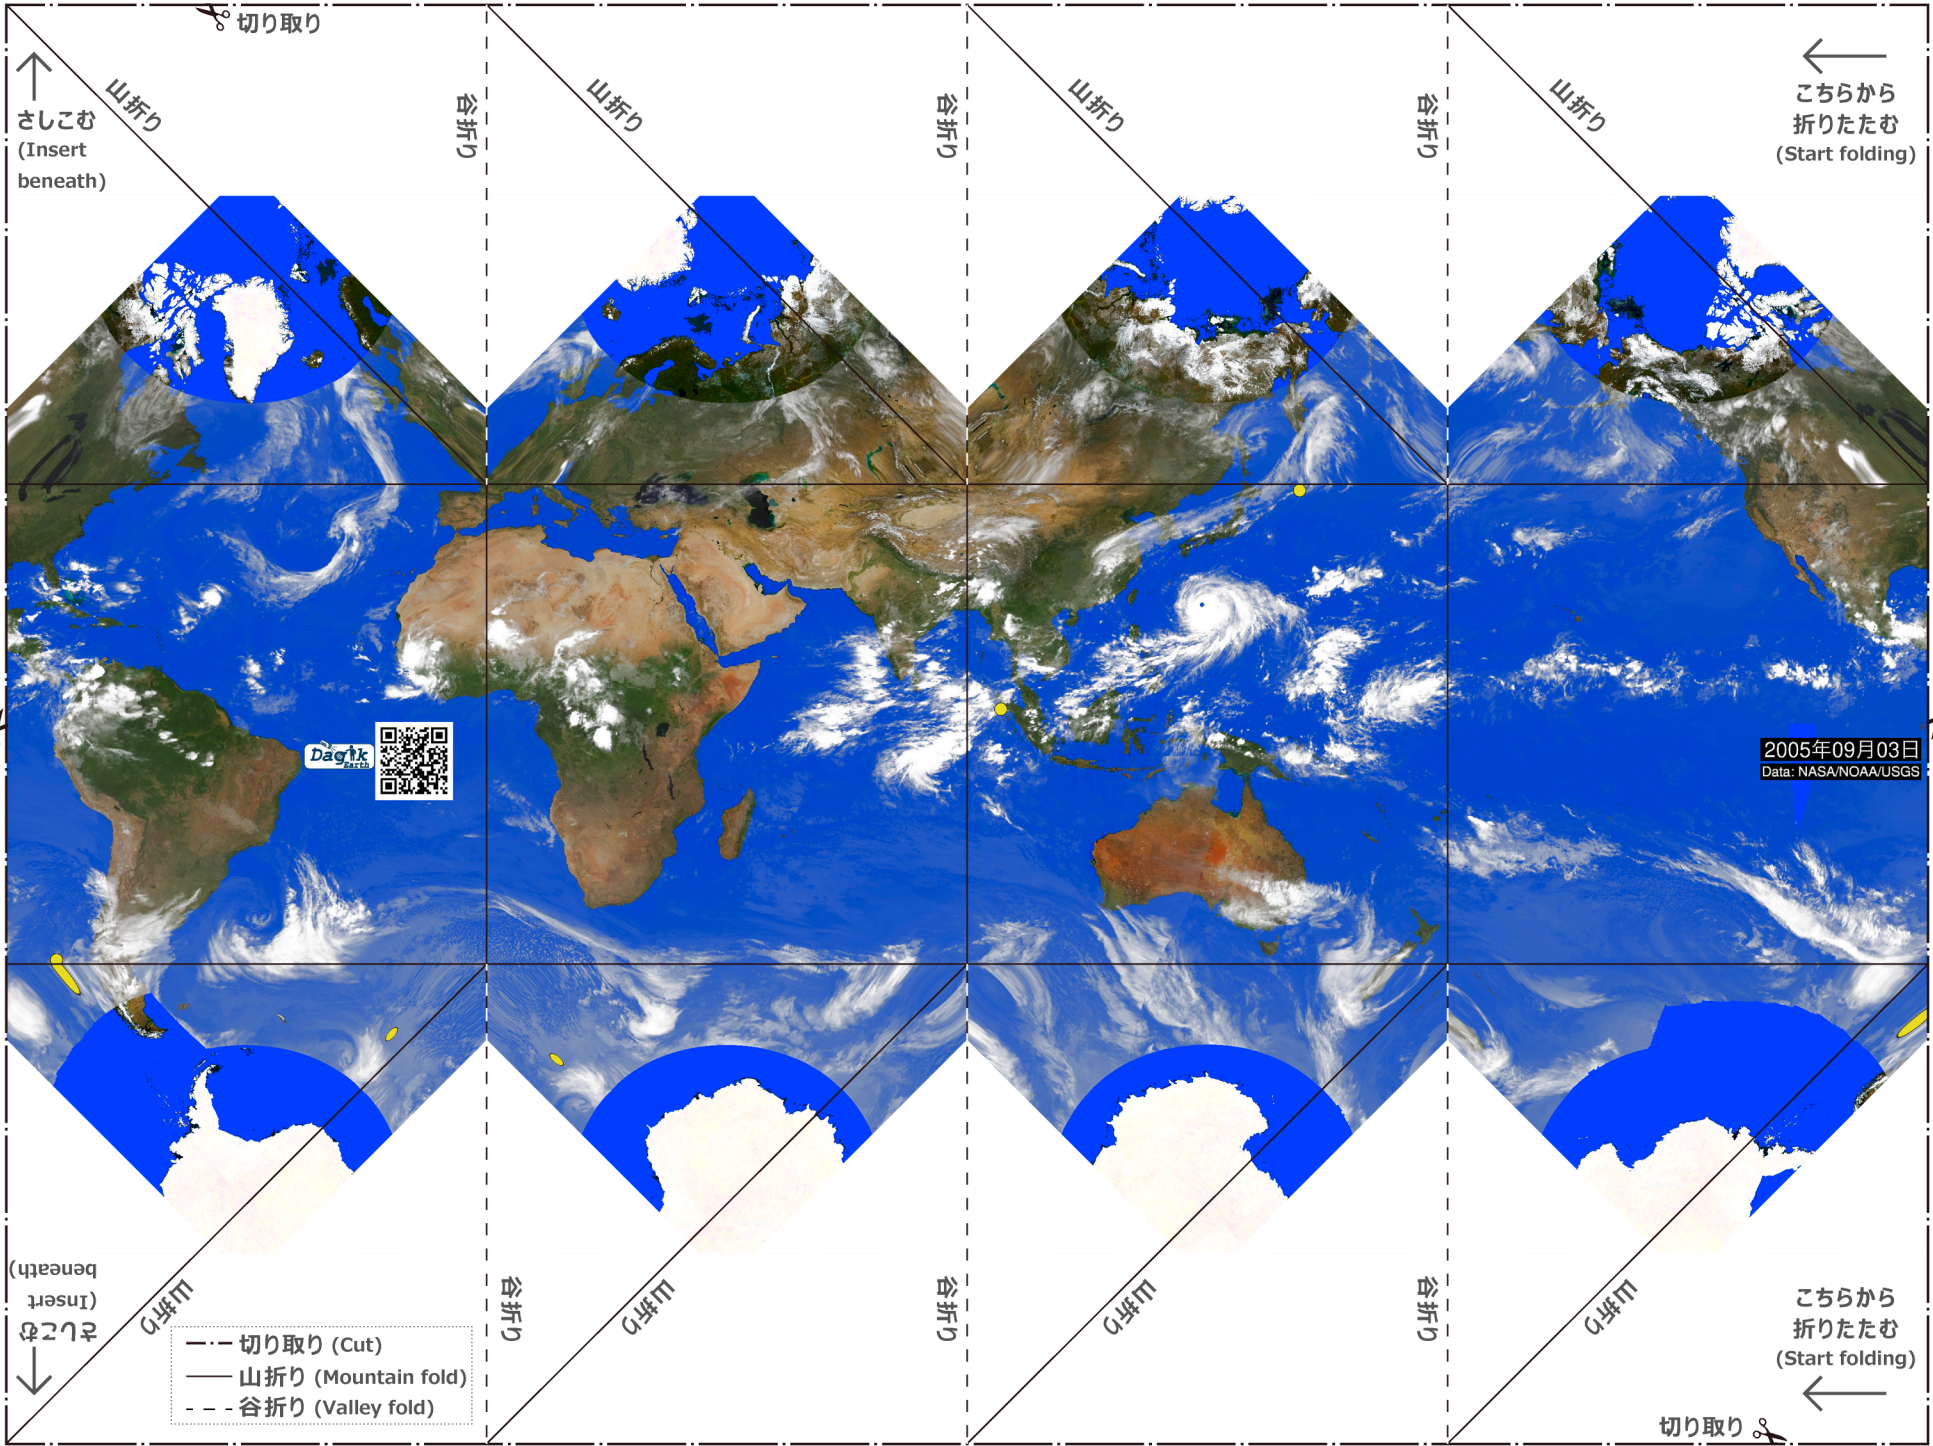 切り取り
山折り
谷折り
山折り
谷折り
山折り
谷折り
山折り
こちらから
折りたたむ
(Start folding)
さしこむ
(Insert
beneath)
Dagik
Earth
2005年09月03日
Data: NASA/NOAA/USGS
さしこむ
(Insert
beneath)
山折り
谷折り
山折り
谷折り
山折り
谷折り
山折り
こちらから
折りたたむ
(Start folding)
切り取り (Cut)
山折り (Mountain fold)
谷折り (Valley fold)
切り取り